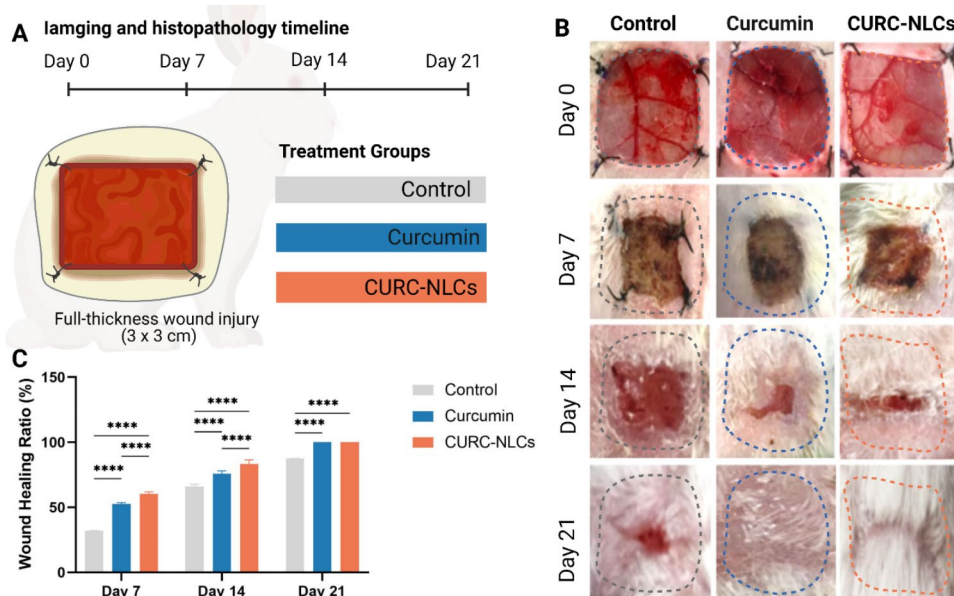 A
Iamging and histopathology timeline
Day 0 Day 7 Day 14 Day 21
Treatment Groups
Control
Curcumin
CURC-NLCs
Full-thickness wound injury
(3 x 3 cm)
B
Control Curcumin CURC-NLCs
Day 0
Day 7
Day 14
Day 21
C
Wound Healing Ratio (%)
150
100
50
0
**** **** ****
**** **** ****
**** ****
Day 7 Day 14 Day 21
Control
Curcumin
CURC-NLCs